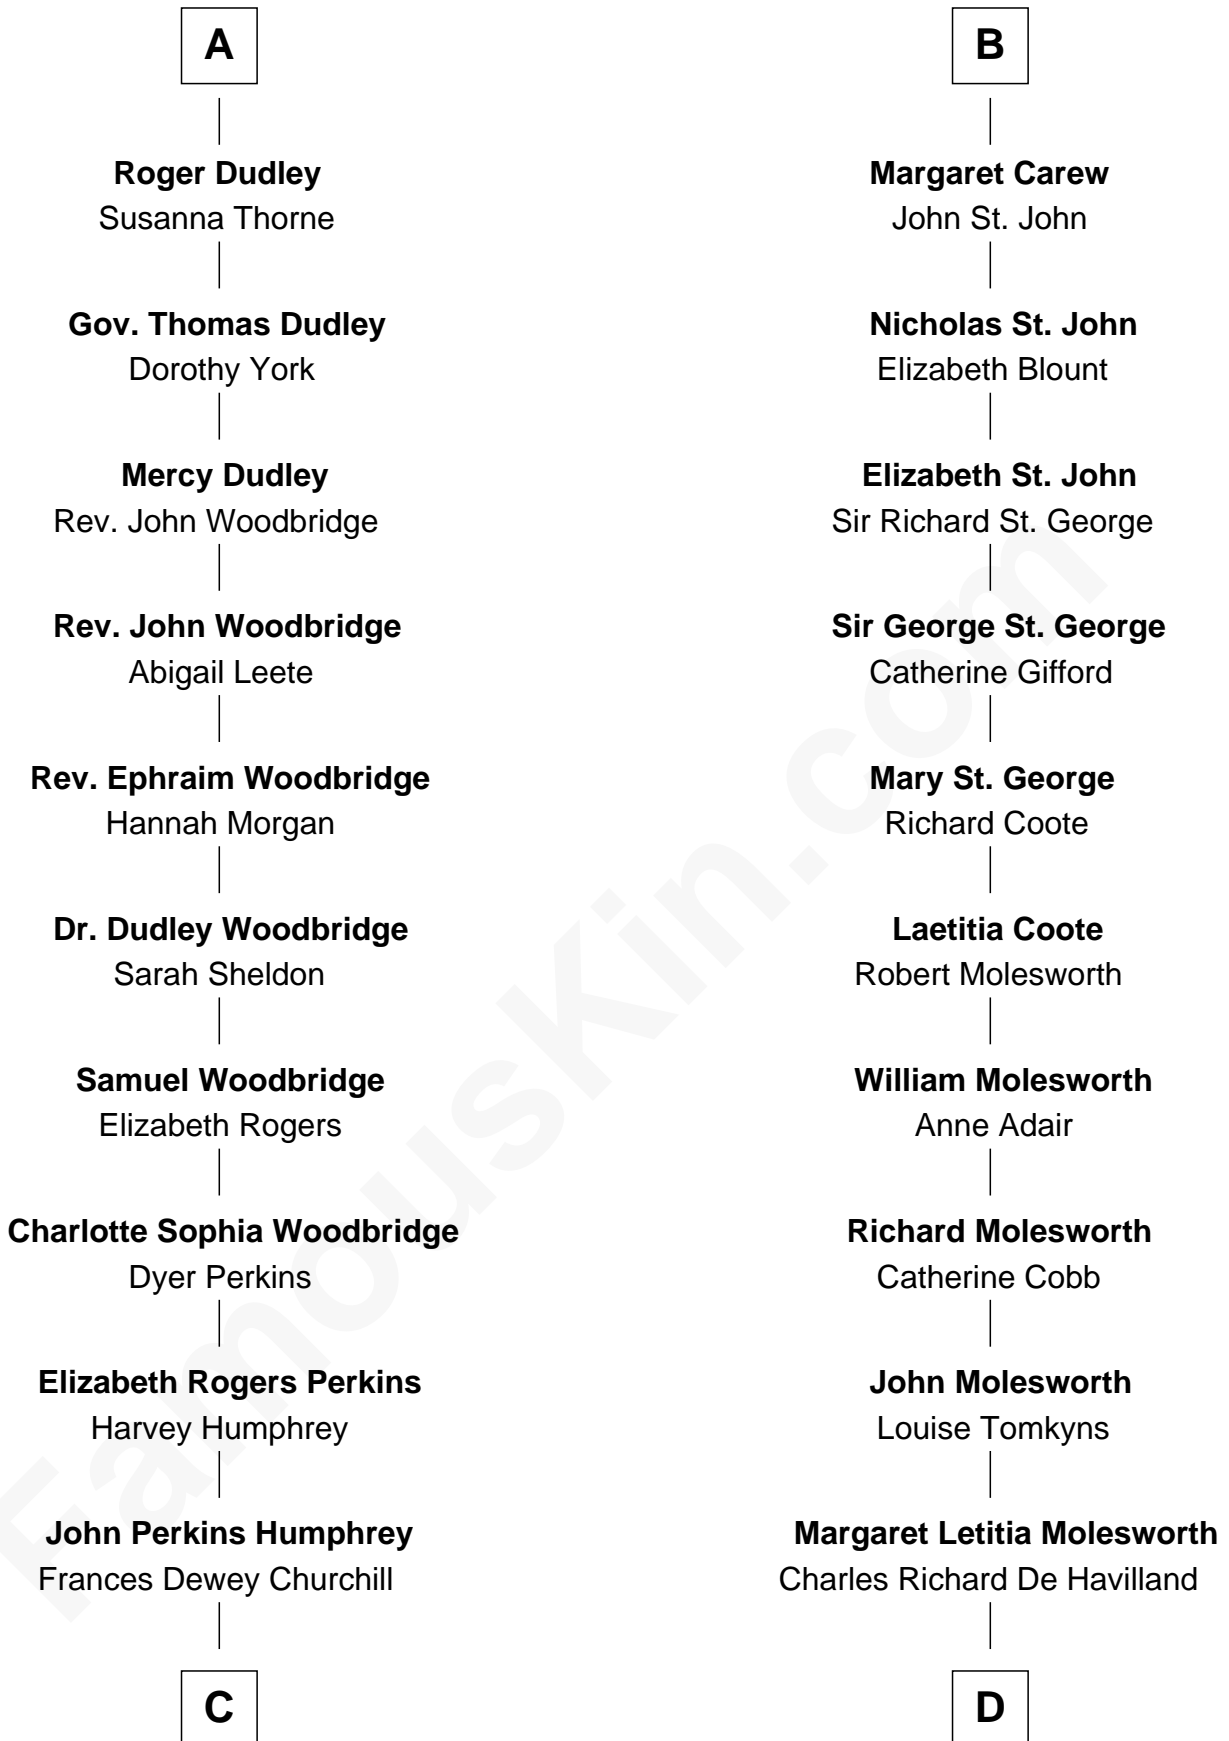 A
Roger Dudley
Susanna Thorne
Gov. Thomas Dudley
Dorothy York
Mercy Dudley
Rev. John Woodbridge
Rev. John Woodbridge
Abigail Leete
Rev. Ephraim Woodbridge
Hannah Morgan
Dr. Dudley Woodbridge
Sarah Sheldon
Samuel Woodbridge
Elizabeth Rogers
Charlotte Sophia Woodbridge
Dyer Perkins
Elizabeth Rogers Perkins
Harvey Humphrey
John Perkins Humphrey
Frances Dewey Churchill
C
B
Margaret Carew
John St. John
Nicholas St. John
Elizabeth Blount
Elizabeth St. John
Sir Richard St. George
Sir George St. George
Catherine Gifford
Mary St. George
Richard Coote
Laetitia Coote
Robert Molesworth
William Molesworth
Anne Adair
Richard Molesworth
Catherine Cobb
John Molesworth
Louise Tomkyns
Margaret Letitia Molesworth
Charles Richard De Havilland
D
FamousKin.com